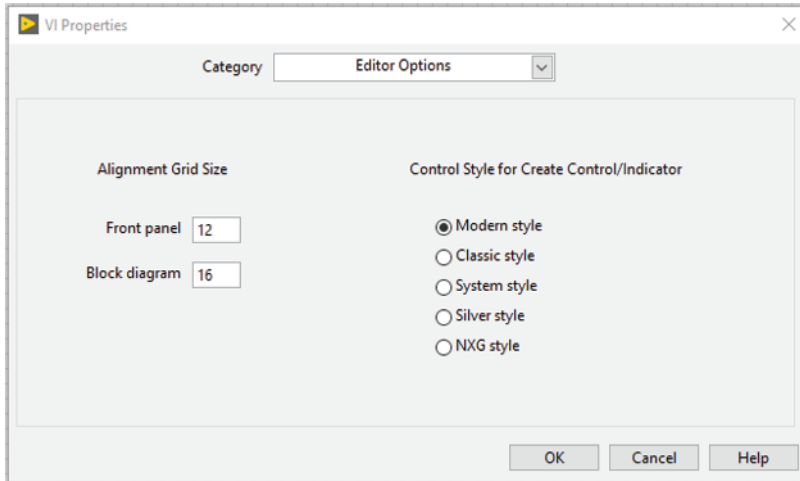 VI Properties
Category Editor Options
Alignment Grid Size
Control Style for Create Control/Indicator
Front panel 12
Block diagram 16
Modern style
Classic style
System style
Silver style
NXG style
OK Cancel Help